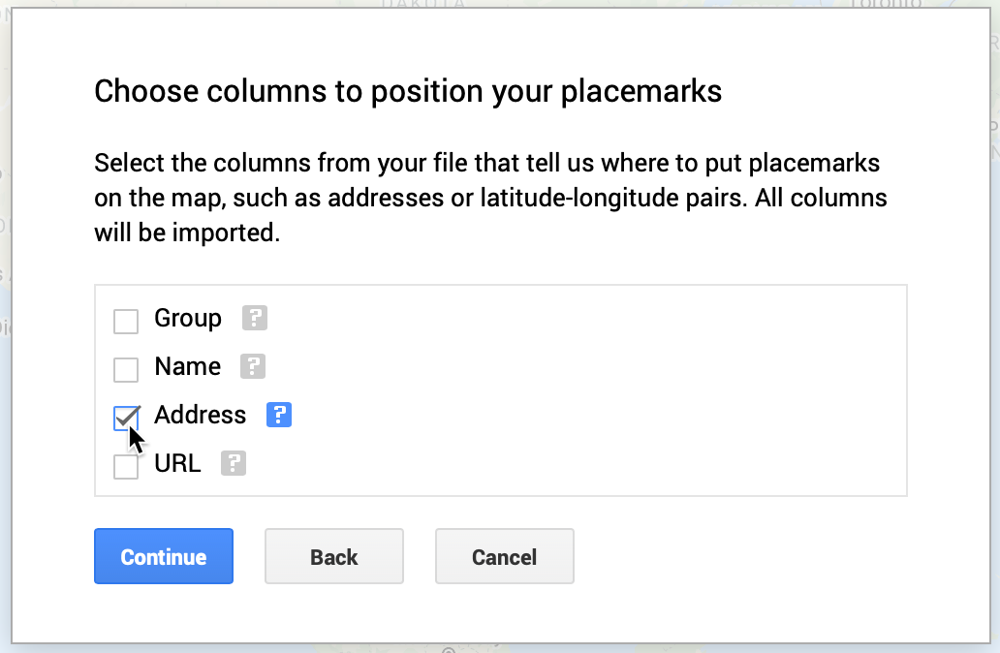 DAKOTA
Toronto
Choose columns to position your placemarks
Select the columns from your file that tell us where to put placemarks
on the map, such as addresses or latitude-longitude pairs. All columns
will be imported.
Group ?
Name ?
Address ?
URL ?
Continue Back Cancel